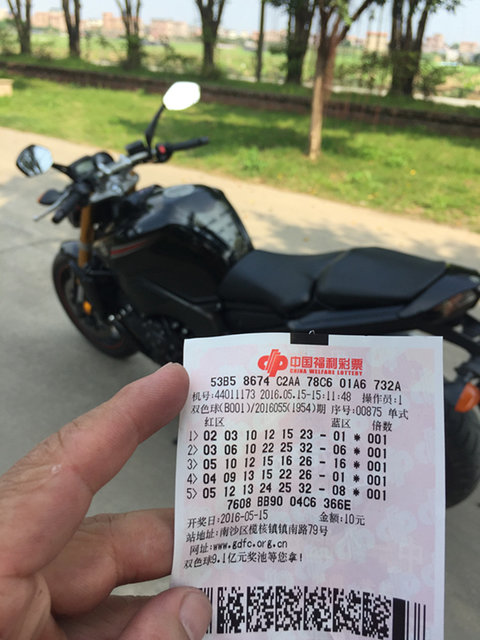 中国福利彩票
CHINA WELFARE LOTTERY
53B5 8674 C2AA 78C6 01A6 732A
机号:44011173 2016.05.15-15:11:48 操作员:1
双色球(B001)/2016055(1954)期 序号:00875 单式
红区 蓝区 倍数
1> 02 03 10 12 15 23 - 01 * 001
2> 03 06 10 22 25 32 - 06 * 001
3> 05 10 12 15 16 26 - 16 * 001
4> 04 09 13 15 22 26 - 01 * 001
5> 05 12 13 24 25 32 - 08 * 001
7608 BB90 04C6 366E
开奖日:2016-05-15 金额:10元
站地址:南沙区榄核镇镇南路79号
网址:www.gdfc.org.cn
双色球9.1亿元奖池等您拿!